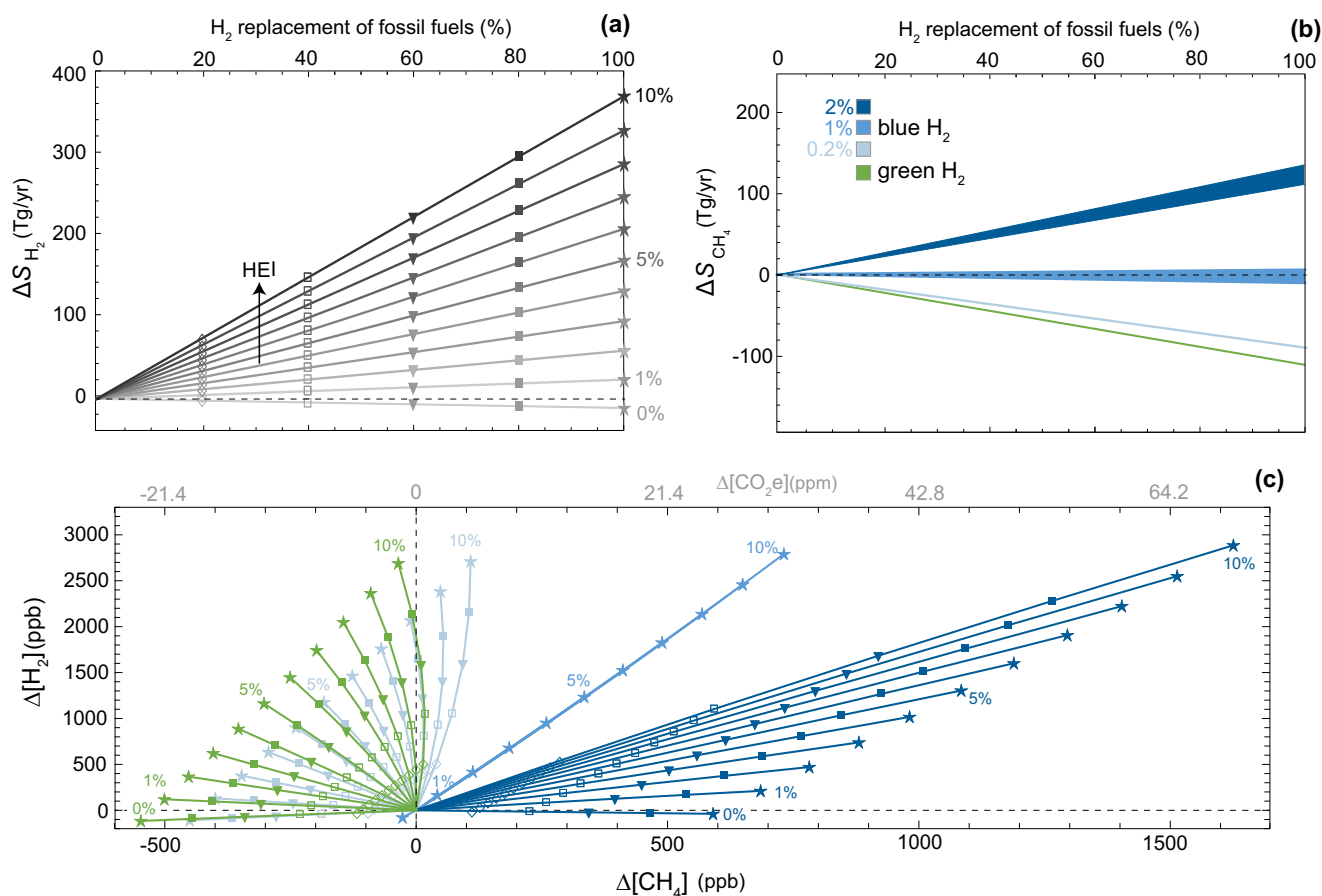 H2 replacement of fossil fuels (%)
(a)
0 20 40 60 80 100
400
300
200
100
0
ΔS H2 (Tg/yr)
HEI
10%
5%
1%
0%
H2 replacement of fossil fuels (%)
(b)
0 20 40 60 80 100
200
100
0
-100
ΔS CH4 (Tg/yr)
2%
1% blue H2
0.2%
green H2
(c)
Δ[CO2e](ppm)
-21.4 0 21.4 42.8 64.2
3000
2500
2000
1500
1000
500
0
Δ[H2](ppb)
10%
5%
1%
0%
10%
5%
10%
5%
1%
10%
5%
1%
0%
-500 0 500 1000 1500
Δ[CH4] (ppb)